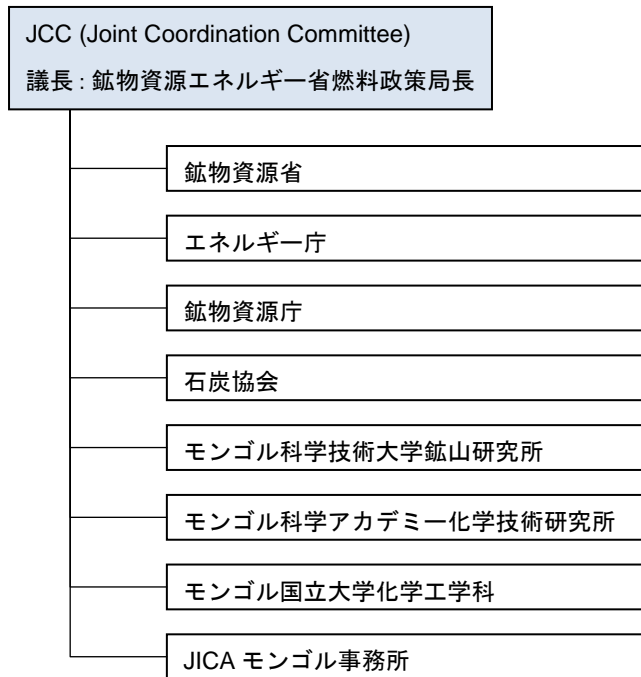 JCC (Joint Coordination Committee)
議長 : 鉱物資源エネルギー省燃料政策局長
鉱物資源省
エネルギー庁
鉱物資源庁
石炭協会
モンゴル科学技術大学鉱山研究所
モンゴル科学アカデミー化学技術研究所
モンゴル国立大学化学工学科
JICA モンゴル事務所